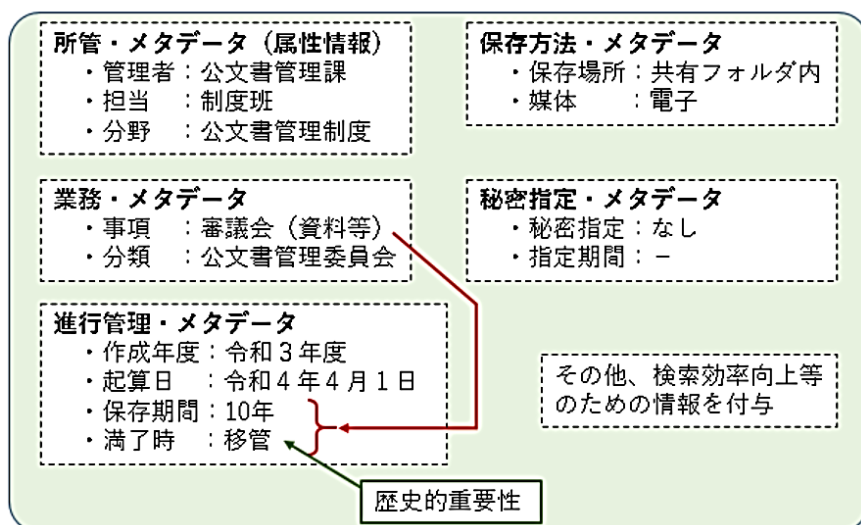 所管・メタデータ（属性情報）
・管理者：公文書管理課
・担当　：制度班
・分野　：公文書管理制度
保存方法・メタデータ
・保存場所：共有フォルダ内
・媒体　　：電子
業務・メタデータ
・事項　：審議会（資料等）
・分類　：公文書管理委員会
秘密指定・メタデータ
・秘密指定：なし
・指定期間：－
進行管理・メタデータ
・作成年度：令和３年度
・起算日　：令和４年４月１日
・保存期間：10年
・満了時　：移管
その他、検索効率向上等
のための情報を付与
歴史的重要性